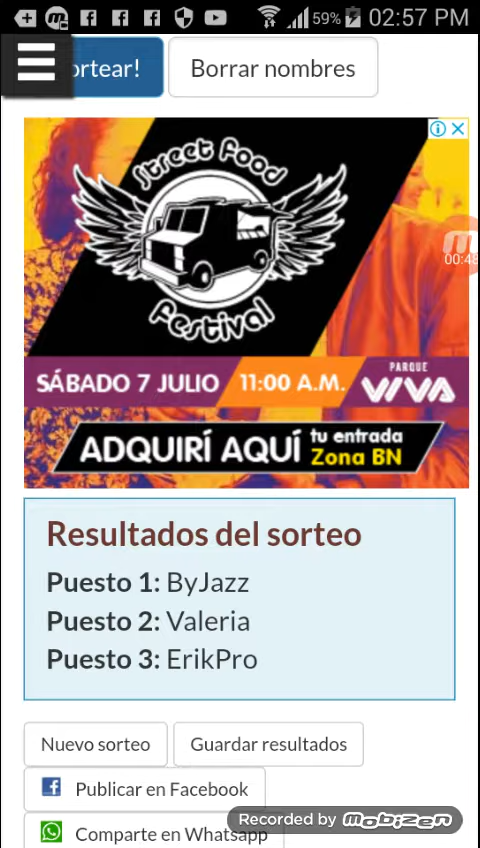 59% 02:57 PM
ortear!
Borrar nombres
Street Food
Festival
00:48
SÁBADO 7 JULIO 11:00 A.M. PARQUE VIVA
ADQUIRÍ AQUÍ tu entrada Zona BN
Resultados del sorteo
Puesto 1: ByJazz
Puesto 2: Valeria
Puesto 3: ErikPro
Nuevo sorteo
Guardar resultados
Publicar en Facebook
Comparte en Whatsapp
Recorded by mobizen